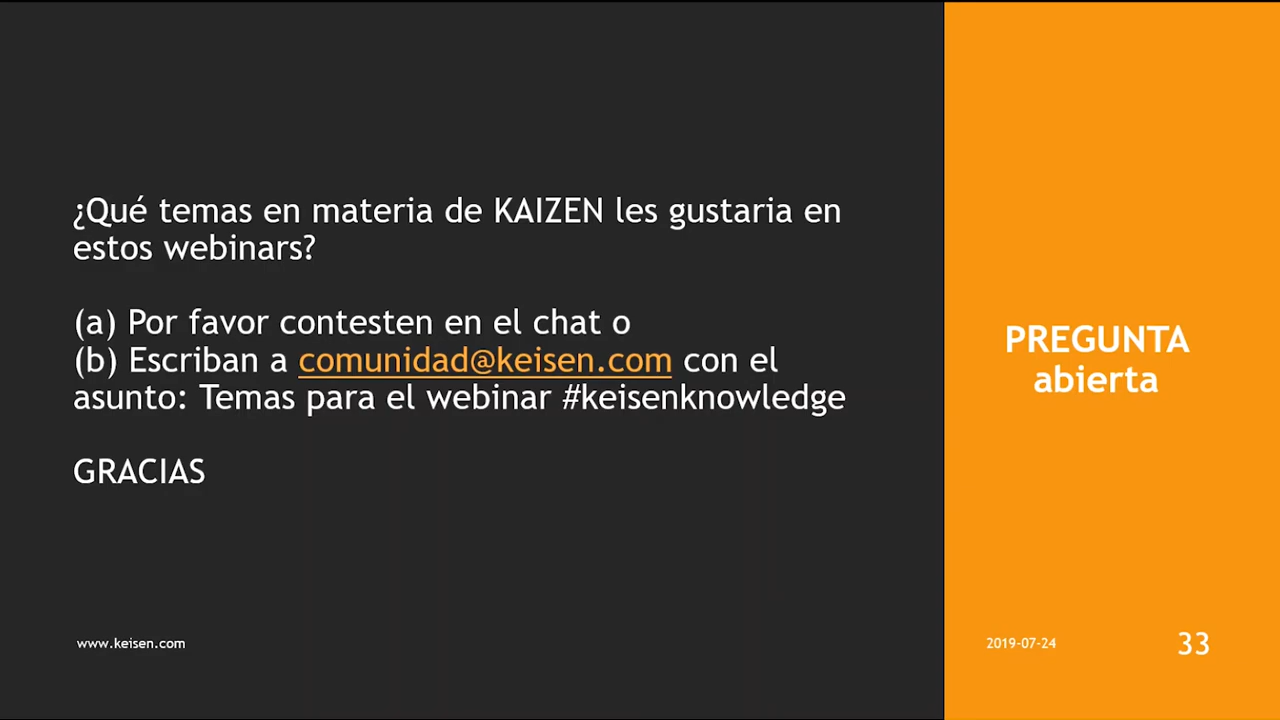 ¿Qué temas en materia de KAIZEN les gustaria en
estos webinars?
(a) Por favor contesten en el chat o
(b) Escriban a comunidad@keisen.com con el
asunto: Temas para el webinar #keisenknowledge
GRACIAS
PREGUNTA
abierta
www.keisen.com
2019-07-24
33